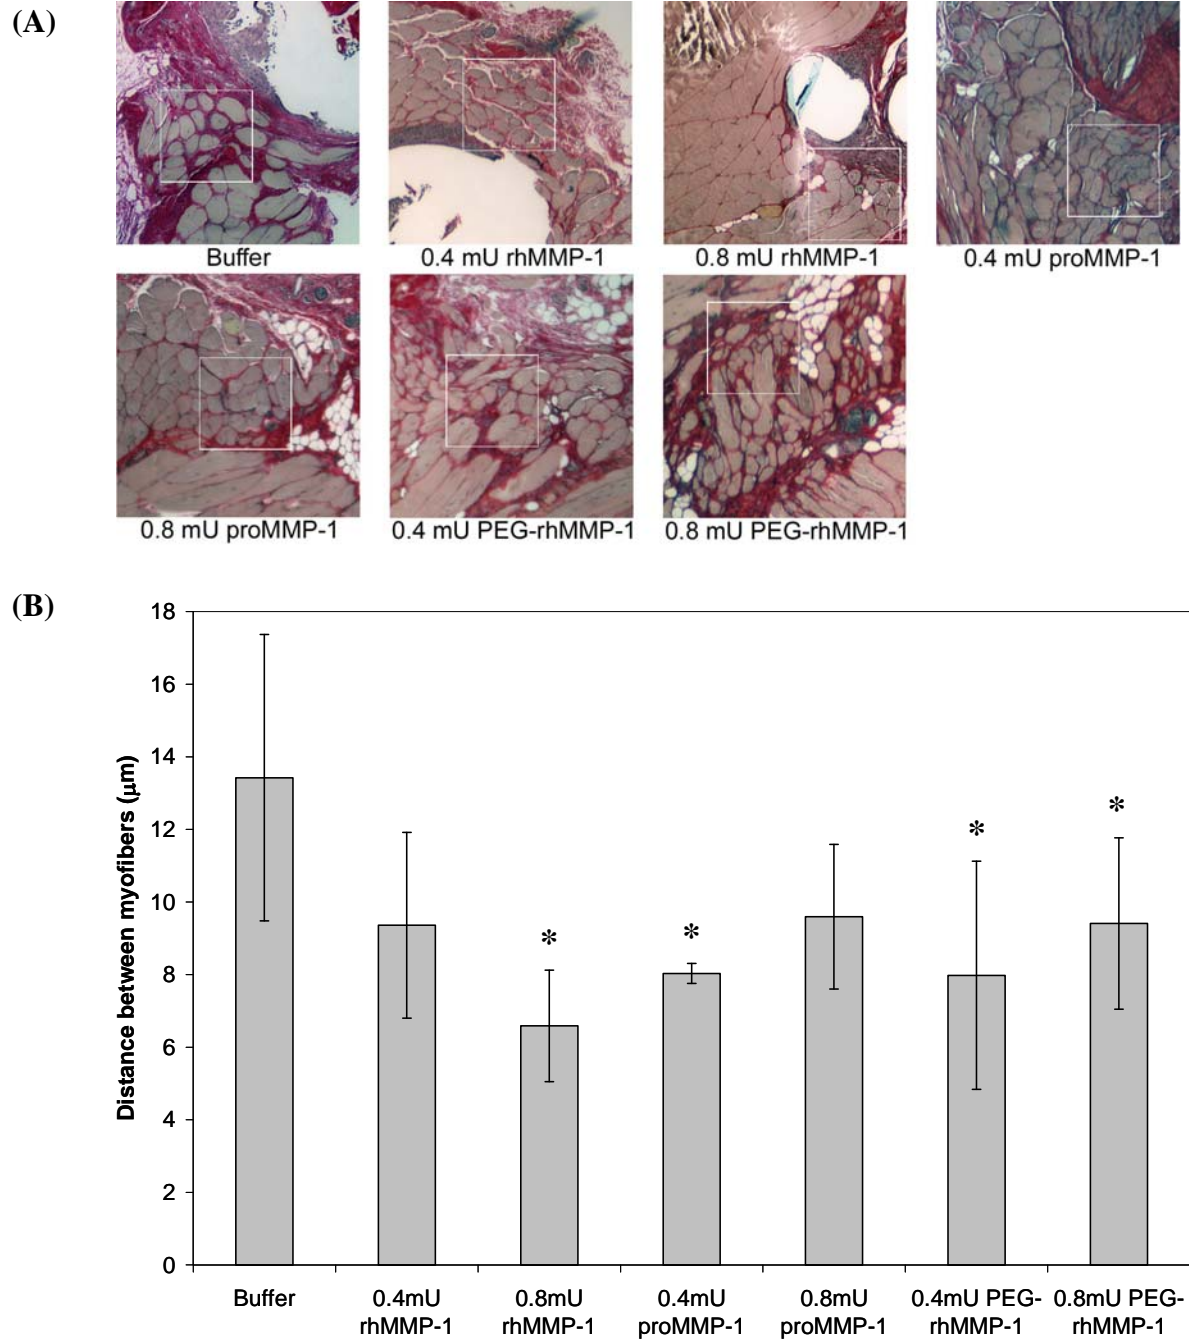 (A)
Buffer
0.4 mU rhMMP-1
0.8 mU rhMMP-1
0.4 mU proMMP-1
0.8 mU proMMP-1
0.4 mU PEG-rhMMP-1
0.8 mU PEG-rhMMP-1
(B)
Distance between myofibers (μm)
18
16
14
12
10
8
6
4
2
0
*
*
*
*
Buffer
0.4mU
rhMMP-1
0.8mU
rhMMP-1
0.4mU
proMMP-1
0.8mU
proMMP-1
0.4mU PEG-
rhMMP-1
0.8mU PEG-
rhMMP-1